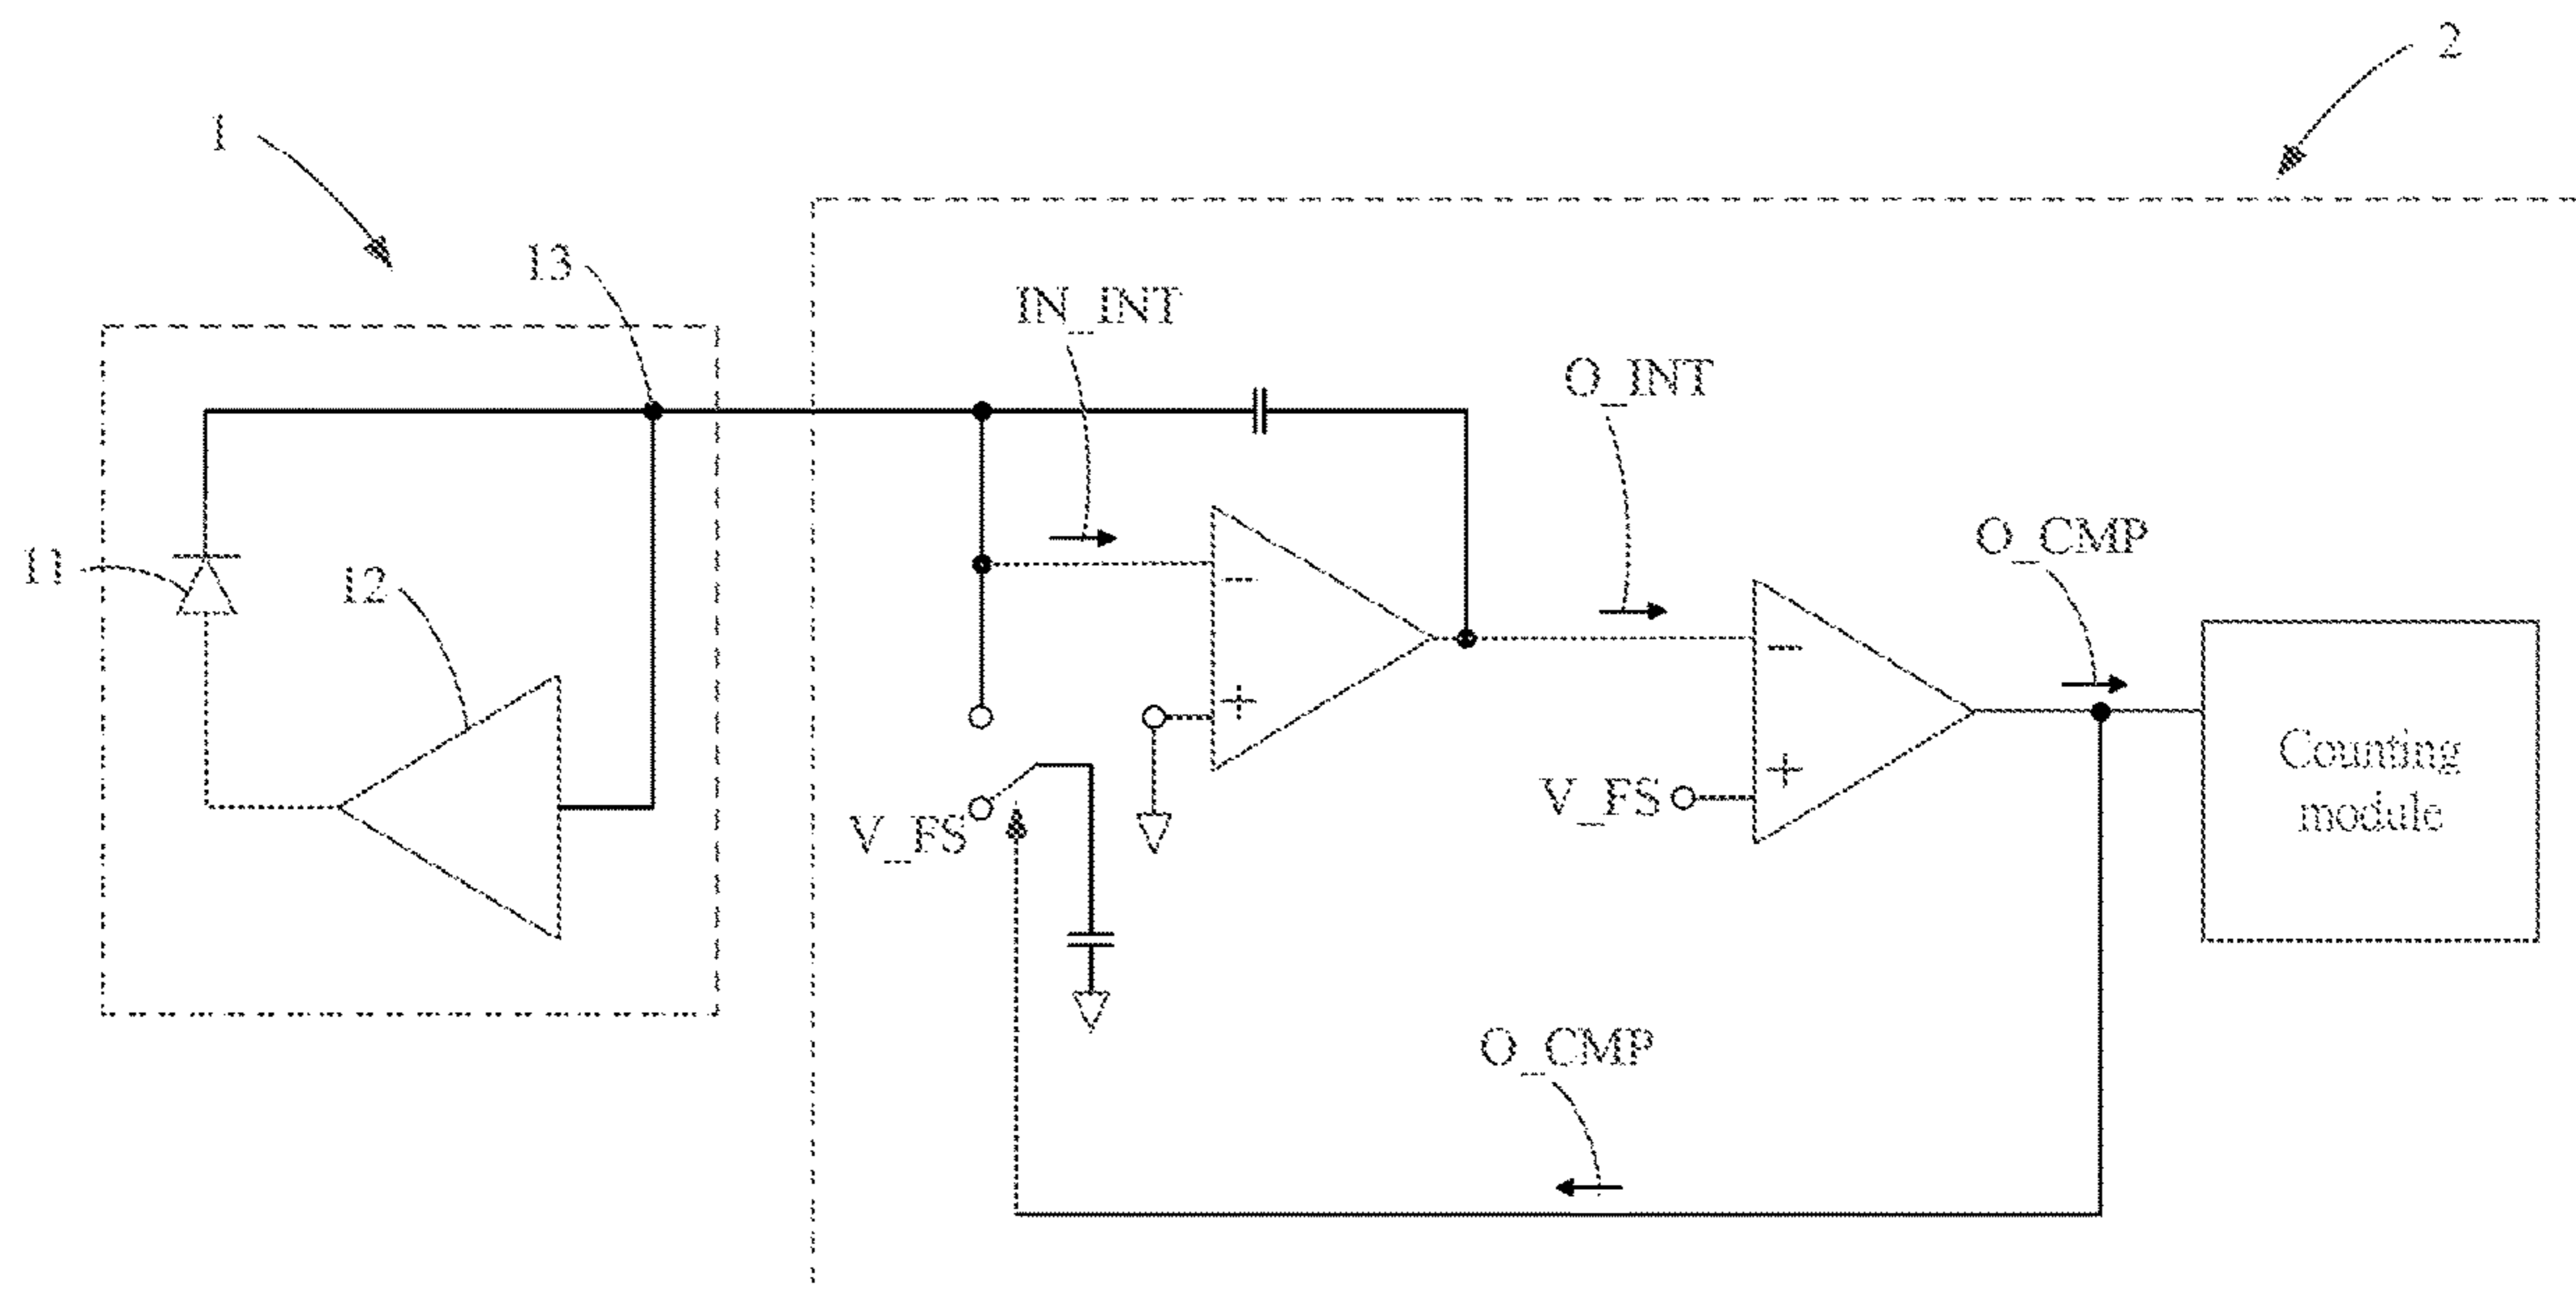 2
1
13
IN_INT
O_INT
O_CMP
11
12
−
+
−
+
V_FS
V_FS
Counting
module
O_CMP